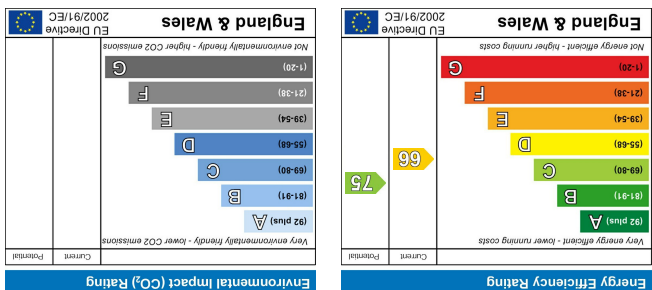 Energy Efficiency Rating
Current Potential
Very energy efficient - lower running costs
(92 plus) A
(81-91) B
(69-80) C
(55-68) D
(39-54) E
(21-38) F
(1-20) G
66
75
Not energy efficient - higher running costs
England & Wales
EU Directive
2002/91/EC
Environmental Impact (CO₂) Rating
Current Potential
Very environmentally friendly - lower CO2 emissions
(92 plus) A
(81-91) B
(69-80) C
(55-68) D
(39-54) E
(21-38) F
(1-20) G
Not environmentally friendly - higher CO2 emissions
England & Wales
EU Directive
2002/91/EC